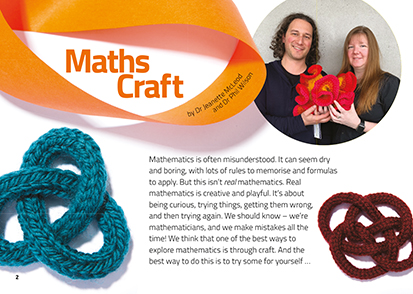 Maths
Craft
by Dr Jeanette McLeod
and Dr Phil Wilson
Mathematics is often misunderstood. It can seem dry
and boring, with lots of rules to memorise and formulas
to apply. But this isn't real mathematics. Real
mathematics is creative and playful. It's about
being curious, trying things, getting them wrong,
and then trying again. We should know – we're
mathematicians, and we make mistakes all the
time! We think that one of the best ways to
explore mathematics is through craft. And the
best way to do this is to try some for yourself …
2